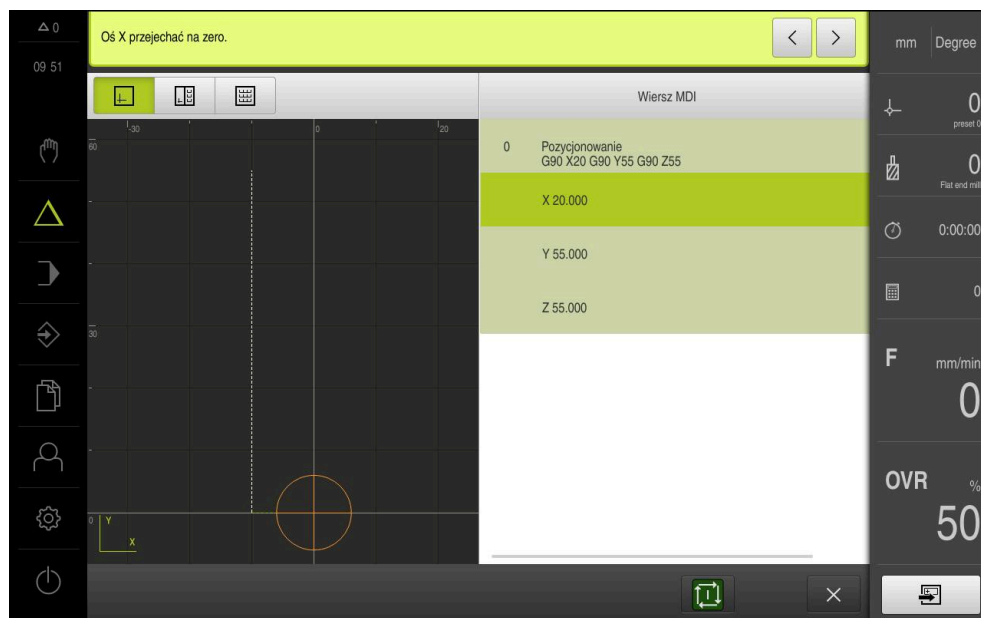 0
09 51
Oś X przejechać na zero.
Wiersz MDI
-30
0
20
60
30
0
Y
X
0 Pozycjonowanie
G90 X20 G90 Y55 G90 Z55
X 20.000
Y 55.000
Z 55.000
mm Degree
0
preset 0
0
Flat end mill
0:00:00
0
F mm/min
0
OVR %
50